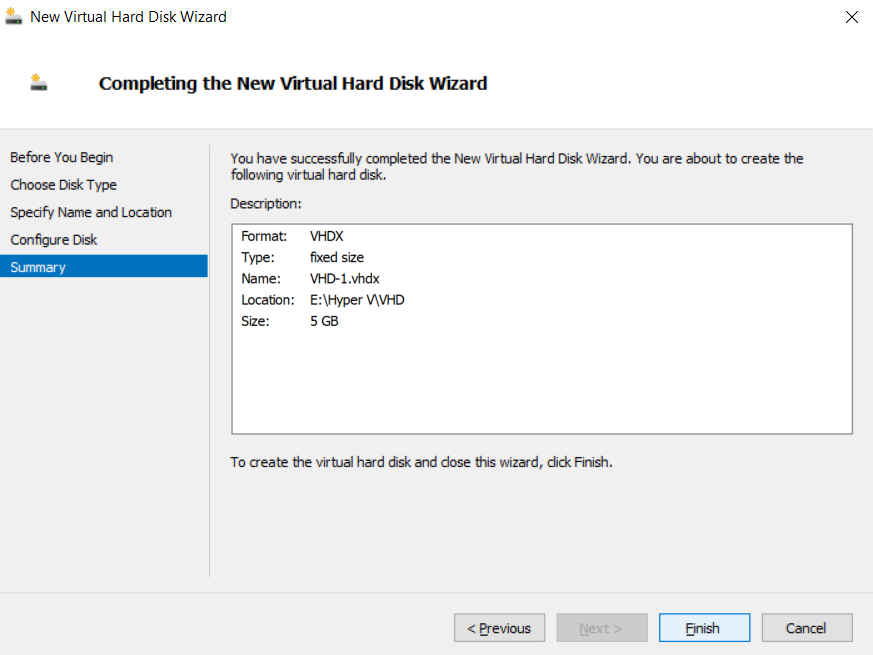 New Virtual Hard Disk Wizard
Completing the New Virtual Hard Disk Wizard
Before You Begin
Choose Disk Type
Specify Name and Location
Configure Disk
Summary
You have successfully completed the New Virtual Hard Disk Wizard. You are about to create the
following virtual hard disk.
Description:
Format: VHDX
Type: fixed size
Name: VHD-1.vhdx
Location: E:\Hyper V\VHD
Size: 5 GB
To create the virtual hard disk and close this wizard, click Finish.
< Previous Next > Finish Cancel